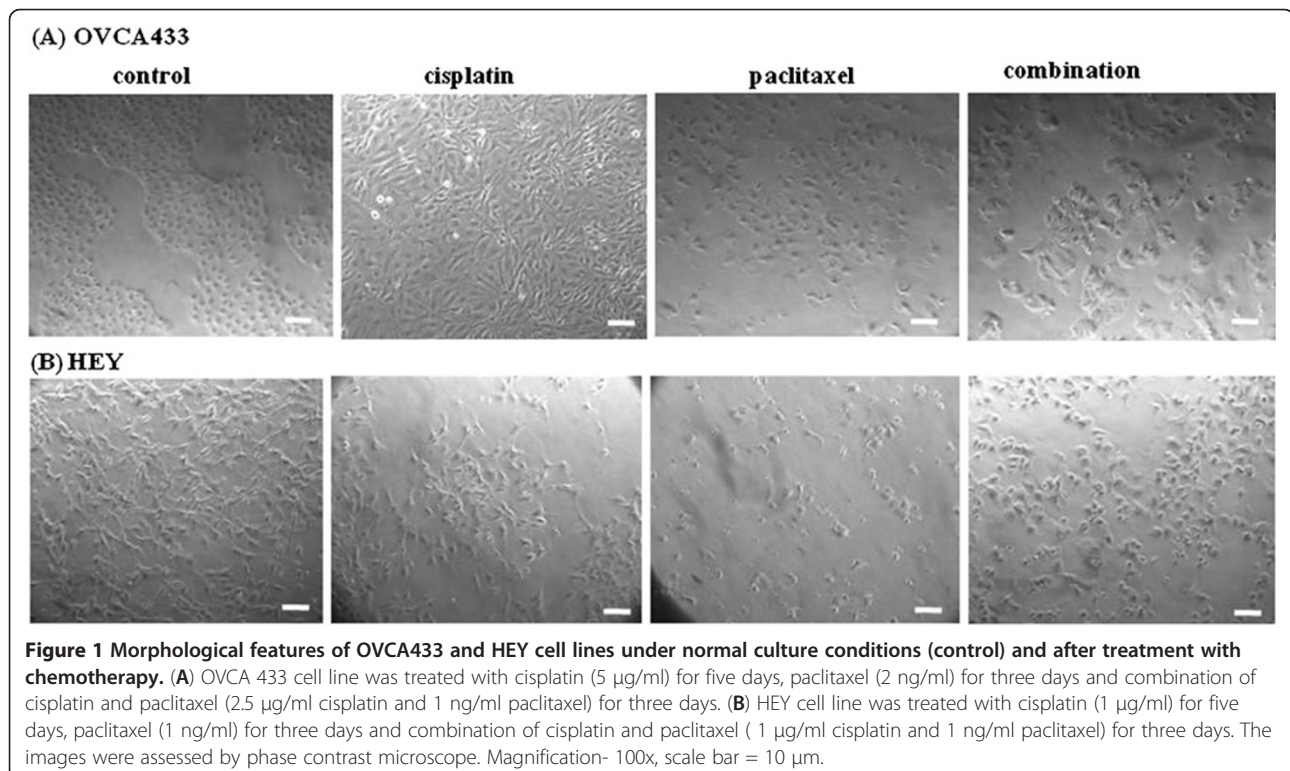 (A) OVCA433
control cisplatin paclitaxel combination
(B) HEY
Figure 1 Morphological features of OVCA433 and HEY cell lines under normal culture conditions (control) and after treatment with
chemotherapy. (A) OVCA 433 cell line was treated with cisplatin (5 μg/ml) for five days, paclitaxel (2 ng/ml) for three days and combination of
cisplatin and paclitaxel (2.5 μg/ml cisplatin and 1 ng/ml paclitaxel) for three days. (B) HEY cell line was treated with cisplatin (1 μg/ml) for five
days, paclitaxel (1 ng/ml) for three days and combination of cisplatin and paclitaxel ( 1 μg/ml cisplatin and 1 ng/ml paclitaxel) for three days. The
images were assessed by phase contrast microscope. Magnification- 100x, scale bar = 10 μm.